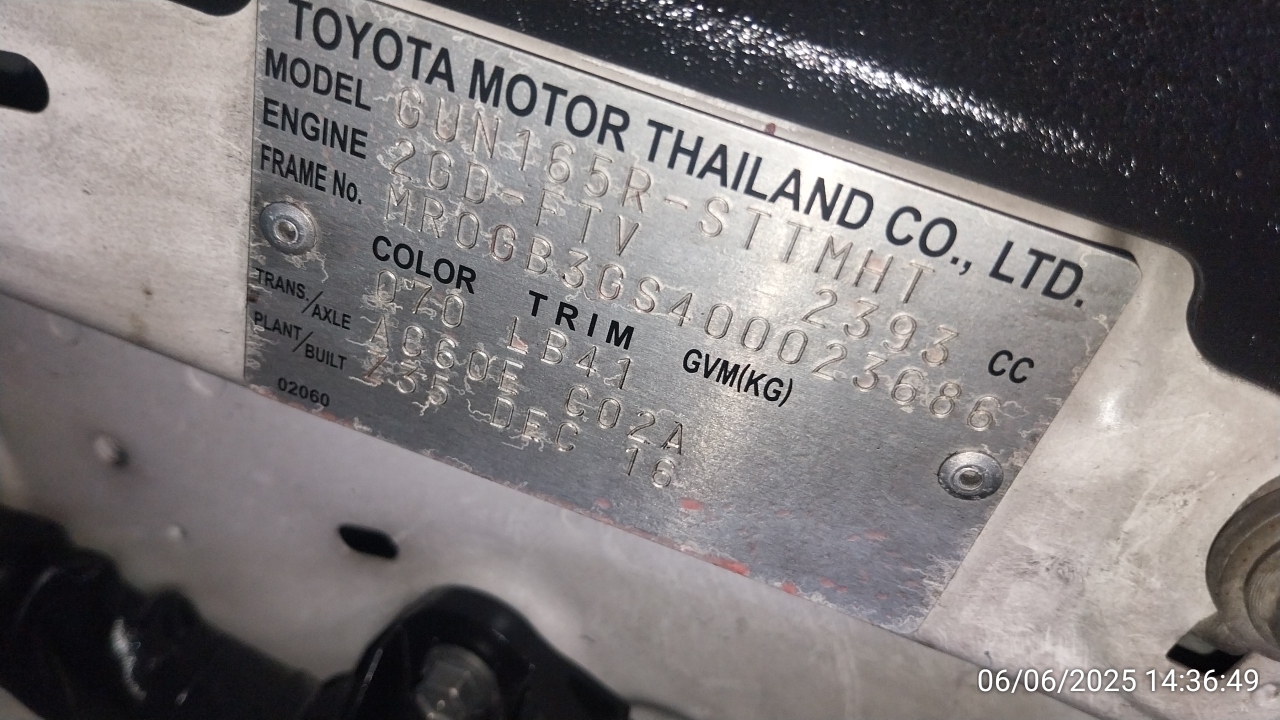 TOYOTA MOTOR THAILAND CO., LTD.
MODEL GUN165R-STTMHT
ENGINE 2GD-FTV 2393 CC
FRAME No. MR0GB3GS400023686
COLOR TRIM GVM(KG)
070 LB41
TRANS./AXLE AC60E C02A
PLANT/BUILT Z35 DEC 16
02060
06/06/2025 14:36:49